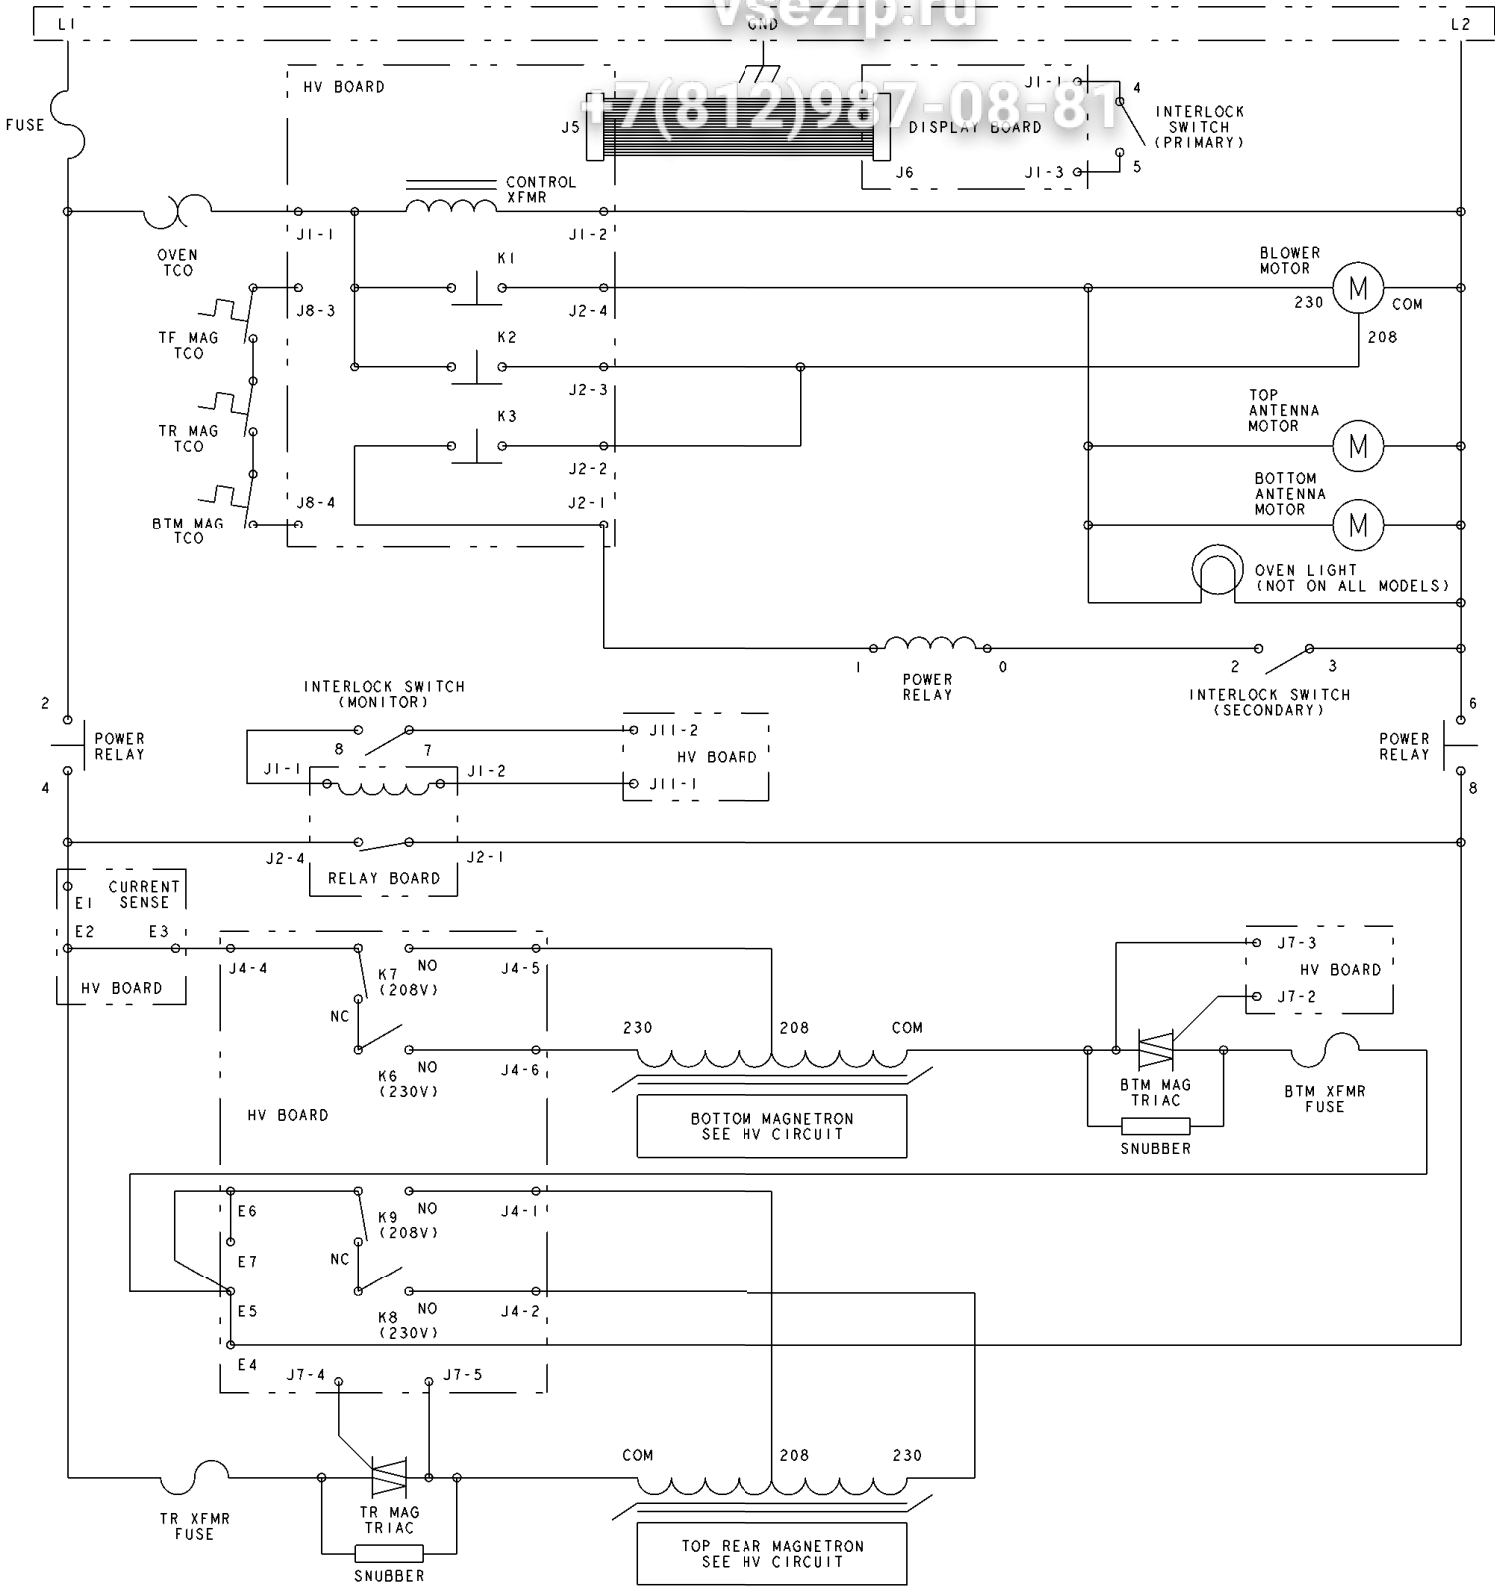 vsezip.ru
L1
GND
L2
HV BOARD
+7(812)987-08-81
J1-1
4
INTERLOCK
SWITCH
(PRIMARY)
FUSE
J5
DISPLAY BOARD
J6
J1-3
5
CONTROL
XFMR
J1-1
J1-2
OVEN
TCO
K1
BLOWER
MOTOR
M
230
COM
J8-3
J2-4
TF MAG
TCO
K2
208
J2-3
TOP
ANTENNA
MOTOR
M
TR MAG
TCO
K3
J2-2
J8-4
J2-1
BOTTOM
ANTENNA
MOTOR
M
BTM MAG
TCO
OVEN LIGHT
(NOT ON ALL MODELS)
1
0
POWER
RELAY
2
3
INTERLOCK SWITCH
(SECONDARY)
INTERLOCK SWITCH
(MONITOR)
2
6
POWER
RELAY
8
7
J11-2
HV BOARD
J11-1
POWER
RELAY
J1-1
J1-2
4
8
J2-4
J2-1
RELAY BOARD
CURRENT
SENSE
E1
E2
E3
HV BOARD
J4-4
K7
(208V)
NO
J4-5
J7-3
HV BOARD
J7-2
NC
230
208
COM
K6
(230V)
NO
J4-6
BTM MAG
TRIAC
BTM XFMR
FUSE
HV BOARD
BOTTOM MAGNETRON
SEE HV CIRCUIT
SNUBBER
E6
K9
(208V)
NO
J4-1
E7
NC
E5
K8
(230V)
NO
J4-2
E4
J7-4
J7-5
COM
208
230
TR XFMR
FUSE
TR MAG
TRIAC
TOP REAR MAGNETRON
SEE HV CIRCUIT
SNUBBER